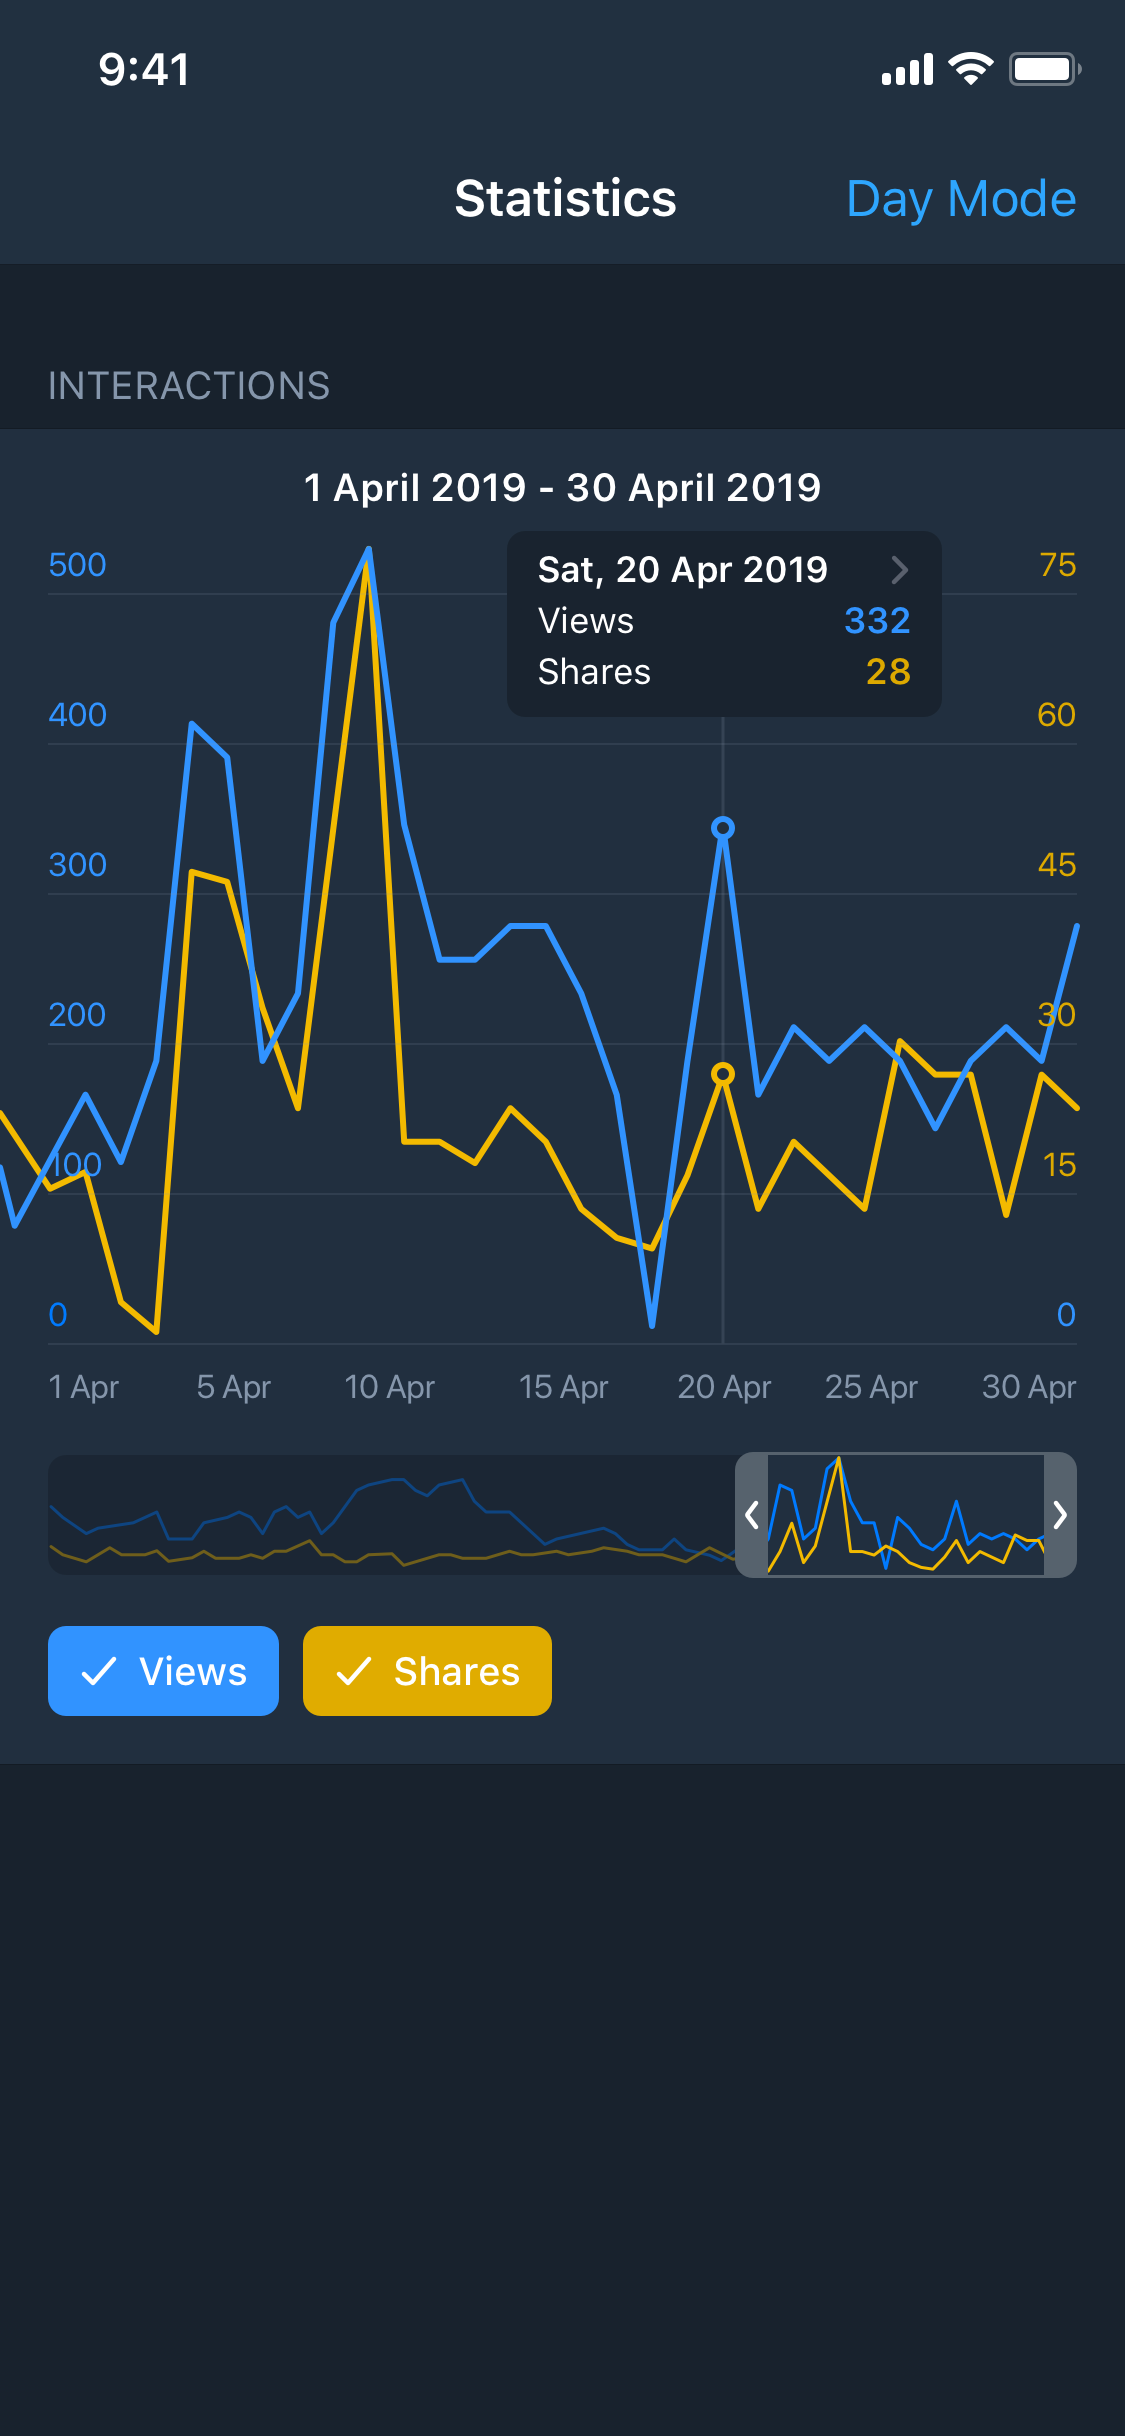 9:41
Statistics
Day Mode
INTERACTIONS
1 April 2019 - 30 April 2019
Sat, 20 Apr 2019
Views 332
Shares 28
500 75
400 60
300 45
200 30
100 15
0 0
1 Apr 5 Apr 10 Apr 15 Apr 20 Apr 25 Apr 30 Apr
Views Shares